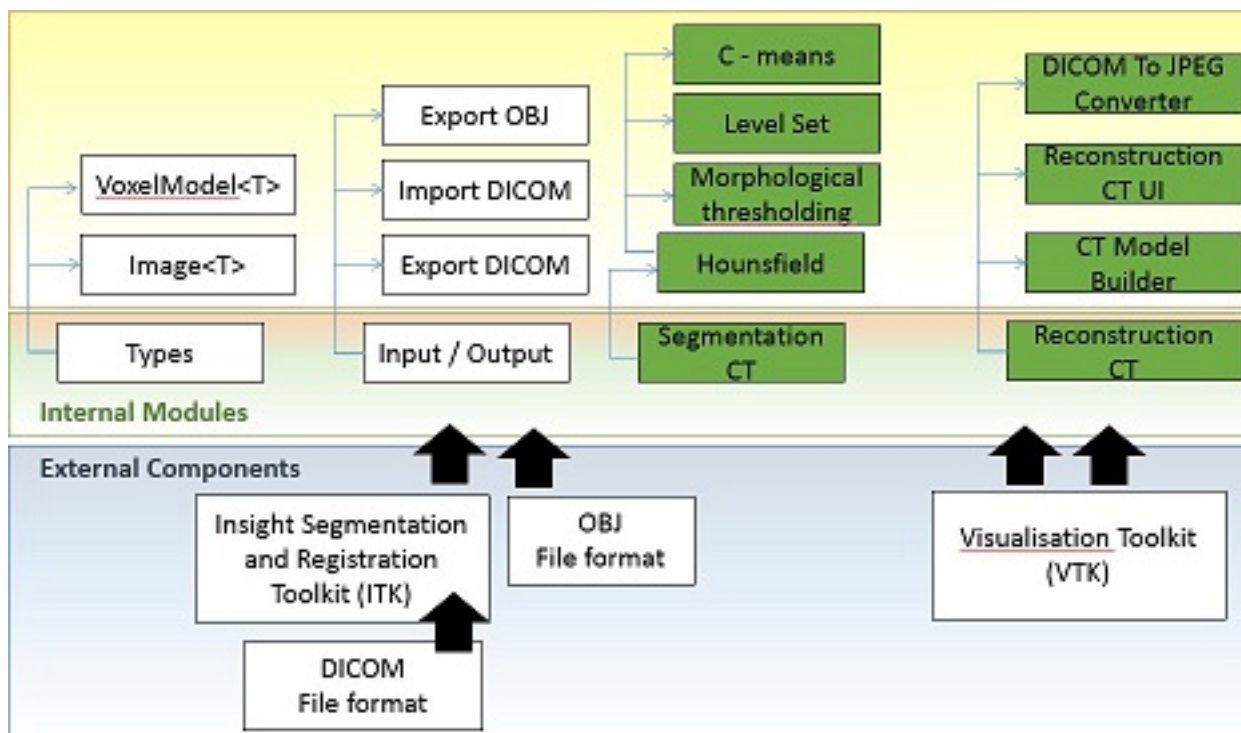 C - means
DICOM To JPEG
Converter
Export OBJ
Level Set
Reconstruction
CT UI
VoxelModel<T>
Import DICOM
Morphological
thresholding
Image<T>
Export DICOM
Hounsfield
CT Model
Builder
Types
Input / Output
Segmentation
CT
Reconstruction
CT
Internal Modules
External Components
Insight Segmentation
and Registration
Toolkit (ITK)
OBJ
File format
Visualisation Toolkit
(VTK)
DICOM
File format